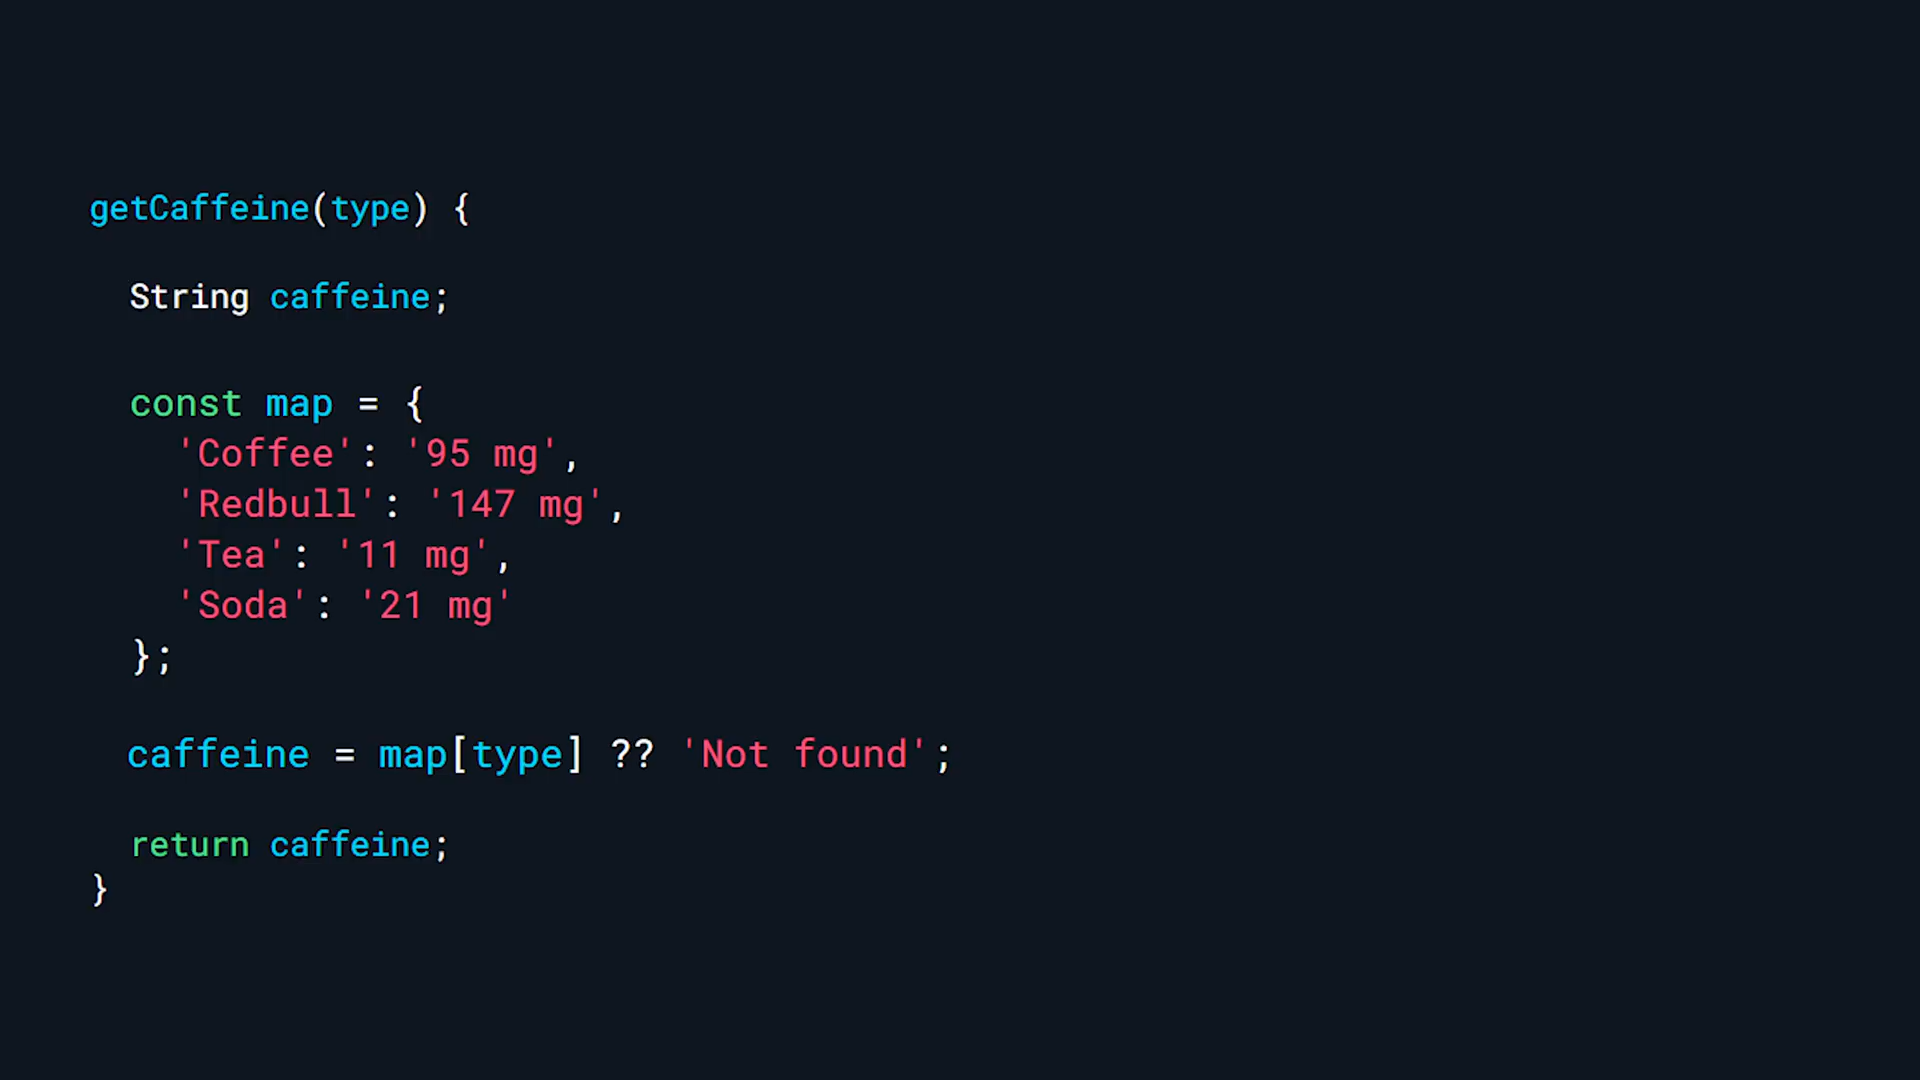 getCaffeine(type) {
String caffeine;
const map = {
'Coffee': '95 mg',
'Redbull': '147 mg',
'Tea': '11 mg',
'Soda': '21 mg'
};
caffeine = map[type] ?? 'Not found';
return caffeine;
}